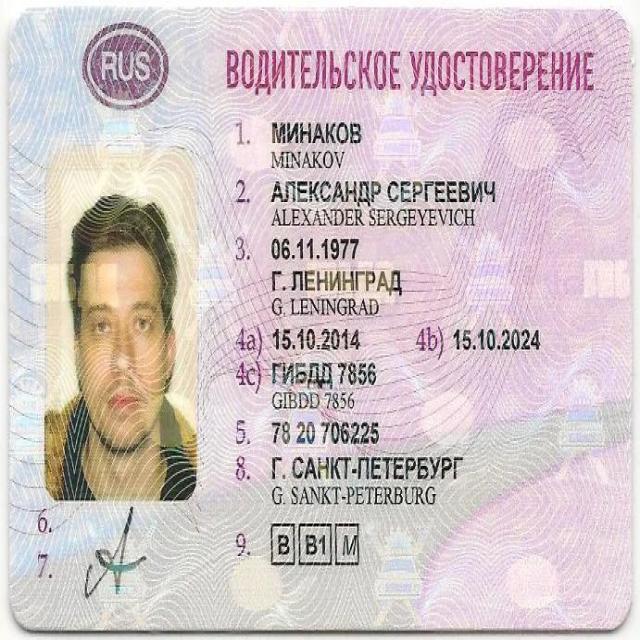 RUS
ВОДИТЕЛЬСКОЕ УДОСТОВЕРЕНИЕ
1. МИНАКОВ
MINAKOV
2. АЛЕКСАНДР СЕРГЕЕВИЧ
ALEXANDER SERGEYEVICH
3. 06.11.1977
Г. ЛЕНИНГРАД
G. LENINGRAD
4a) 15.10.2014 4b) 15.10.2024
4c) ГИБДД 7856
GIBDD 7856
5. 78 20 706225
8. Г. САНКТ-ПЕТЕРБУРГ
G. SANKT-PETERBURG
6.
7.
9. B B1 M